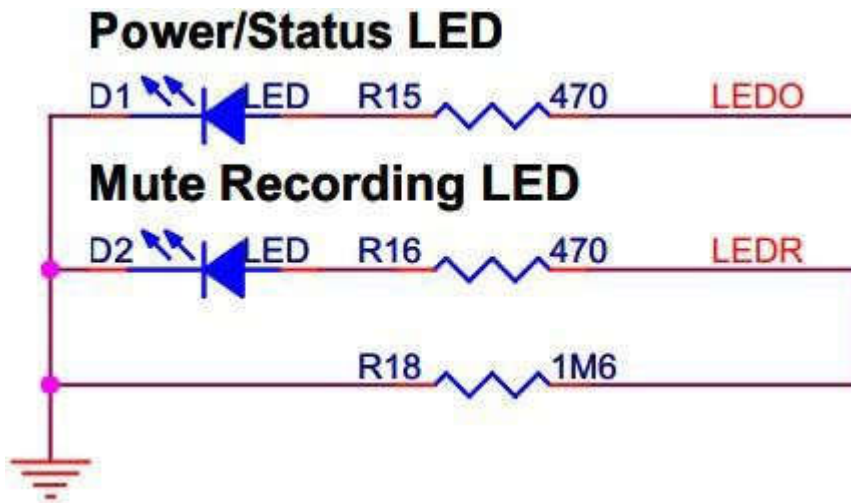 Power/Status LED
D1 LED R15 470 LEDO
Mute Recording LED
D2 LED R16 470 LEDR
R18 1M6